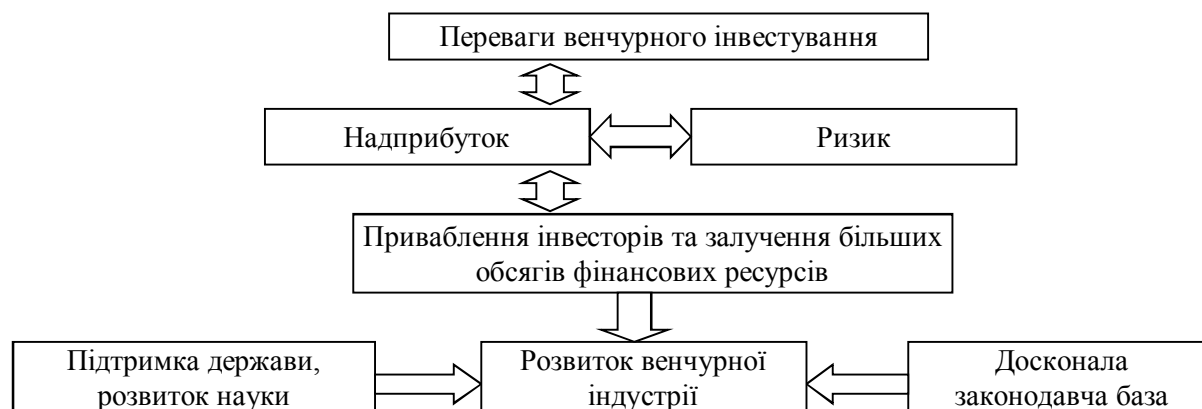 Переваги венчурного інвестування
Надприбуток
Ризик
Приваблення інвесторів та залучення більших
обсягів фінансових ресурсів
Підтримка держави,
розвиток науки
Розвиток венчурної
індустрії
Досконала
законодавча база